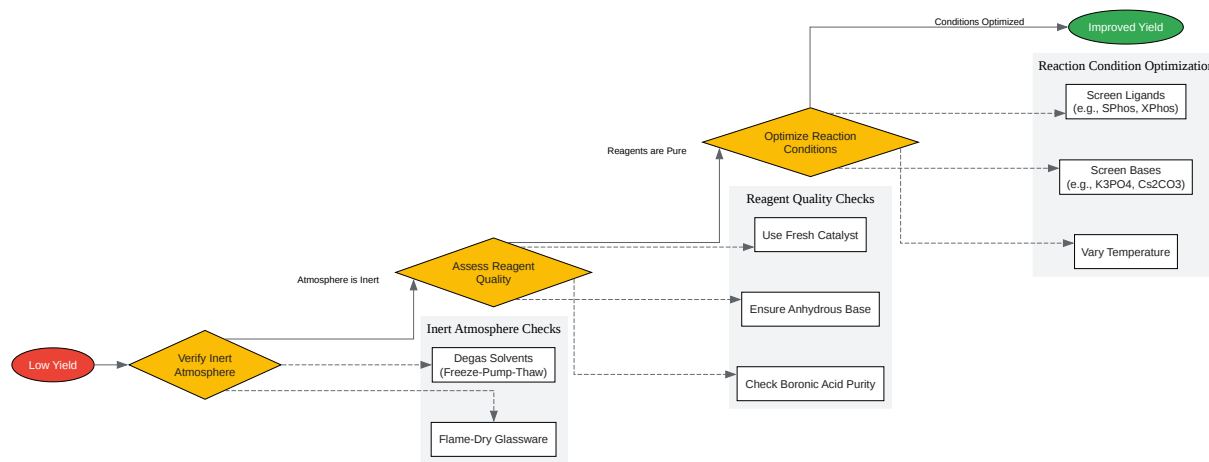 Low Yield
Verify Inert
Atmosphere
Atmosphere is Inert
Inert Atmosphere Checks
Degas Solvents
(Freeze-Pump-Thaw)
Flame-Dry Glassware
Assess Reagent
Quality
Reagents are Pure
Reagent Quality Checks
Use Fresh Catalyst
Ensure Anhydrous Base
Check Boronic Acid Purity
Optimize Reaction
Conditions
Conditions Optimized
Improved Yield
Reaction Condition Optimization
Screen Ligands
(e.g., SPhos, XPhos)
Screen Bases
(e.g., K3PO4, Cs2CO3)
Vary Temperature